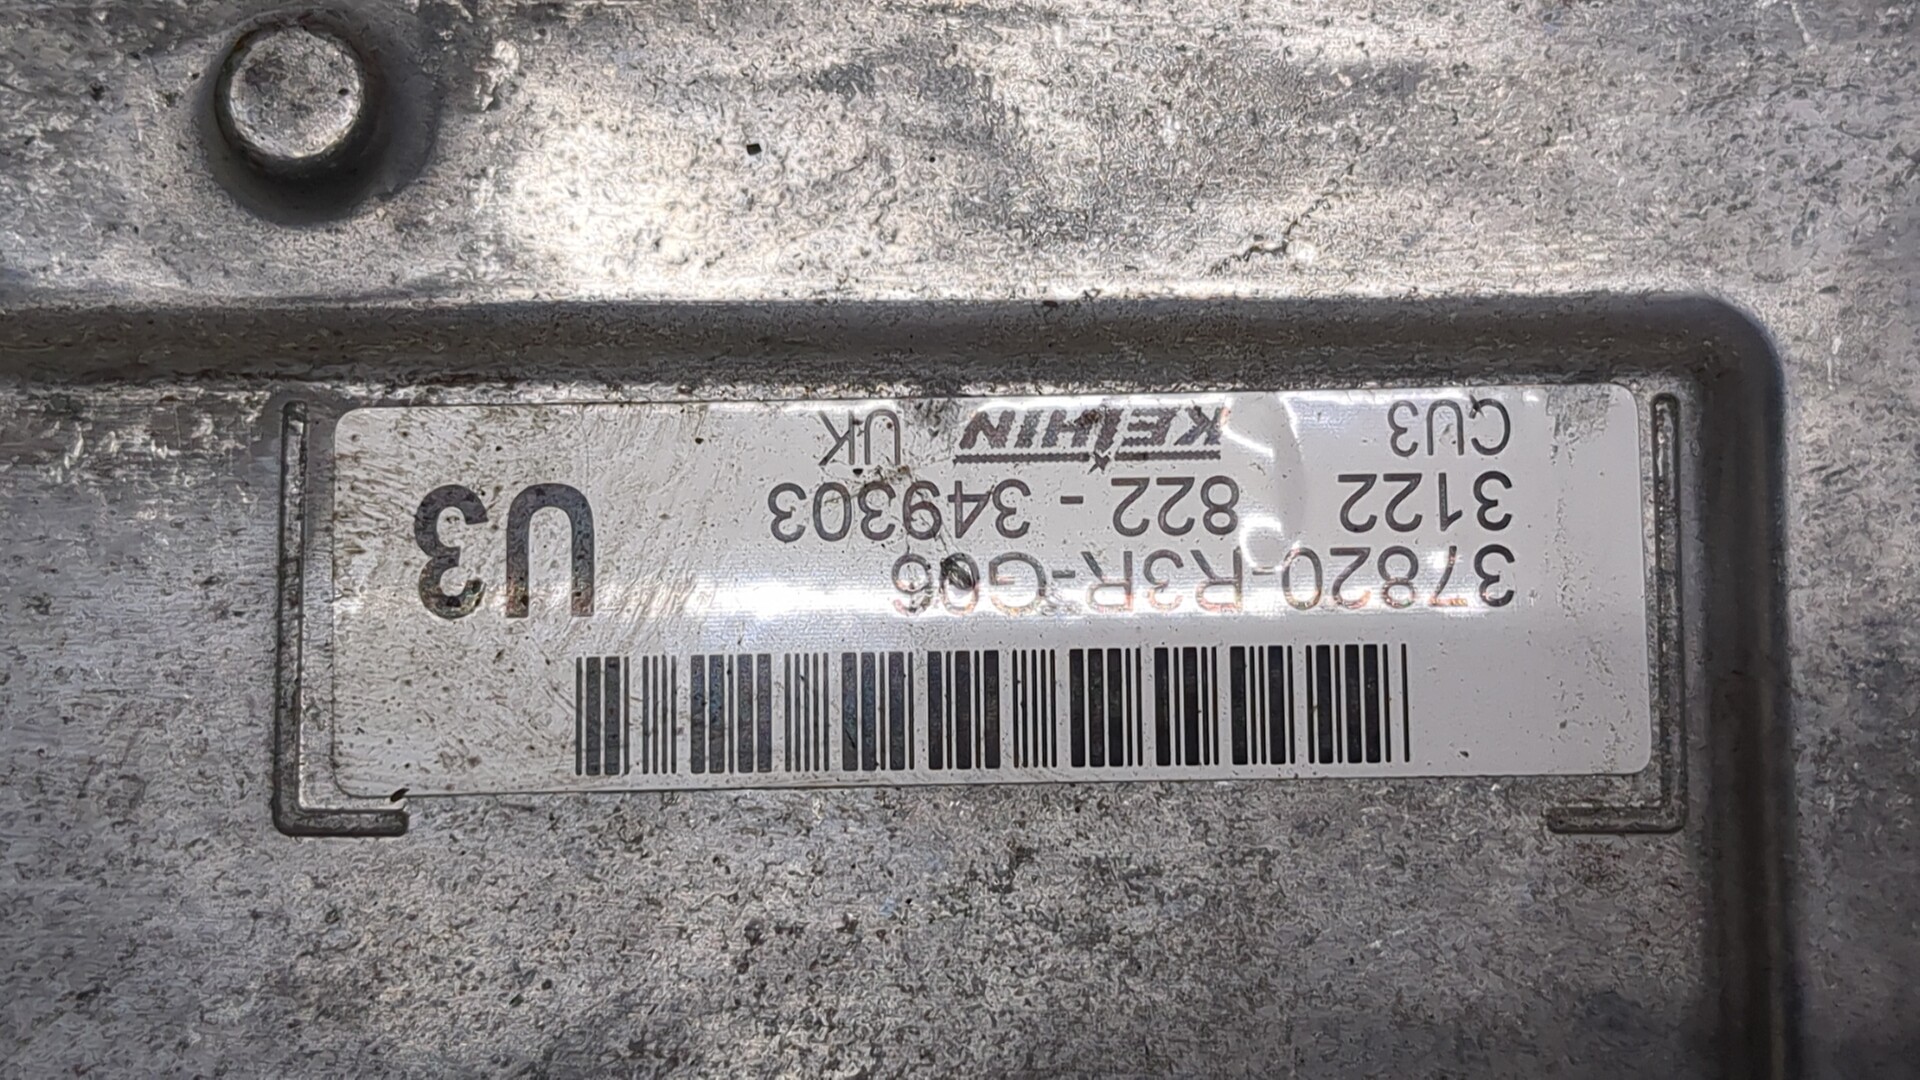 37820-R3R-G06
3122 822 - 349303
U3
CU3 KEIHIN UK